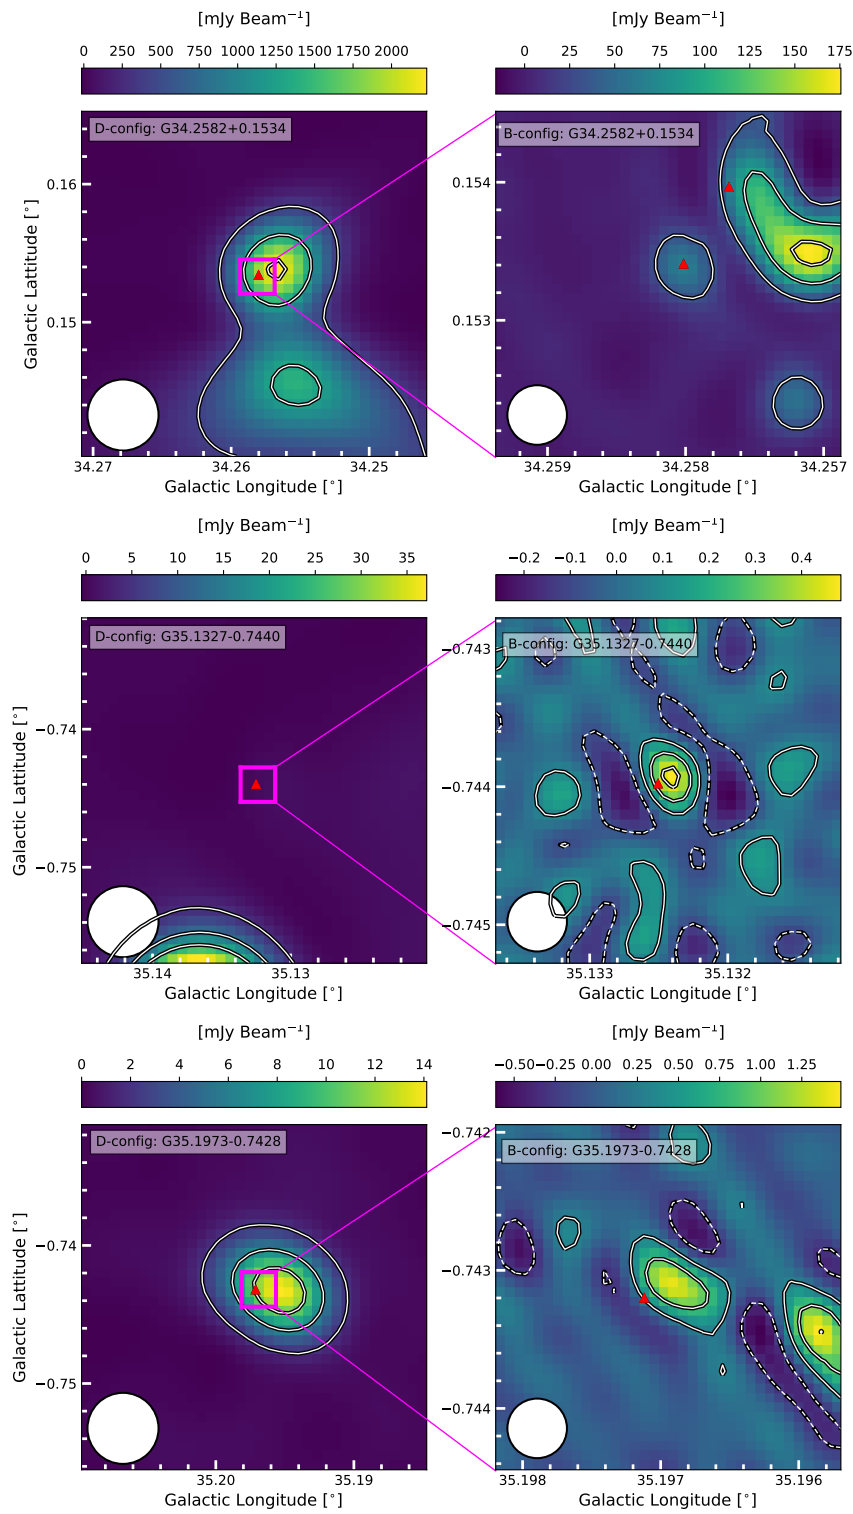 [mJy Beam⁻¹] [mJy Beam⁻¹]
0 250 500 750 1000 1250 1500 1750 2000 0 25 50 75 100 125 150 175
D-config: G34.2582+0.1534 B-config: G34.2582+0.1534
0.16 0.154
0.15 0.153
Galactic Lattitude [°]
34.27 34.26 34.25 34.259 34.258 34.257
Galactic Longitude [°] Galactic Longitude [°]
[mJy Beam⁻¹] [mJy Beam⁻¹]
0 5 10 15 20 25 30 35 −0.2 −0.1 0.0 0.1 0.2 0.3 0.4
D-config: G35.1327-0.7440 B-config: G35.1327-0.7440
−0.743
−0.74 −0.744
−0.75 −0.745
Galactic Lattitude [°]
35.14 35.13 35.133 35.132
Galactic Longitude [°] Galactic Longitude [°]
[mJy Beam⁻¹] [mJy Beam⁻¹]
0 2 4 6 8 10 12 14 −0.50 −0.25 0.00 0.25 0.50 0.75 1.00 1.25
D-config: G35.1973-0.7428 B-config: G35.1973-0.7428
−0.742
−0.74 −0.743
−0.75 −0.744
Galactic Lattitude [°]
35.20 35.19 35.198 35.197 35.196
Galactic Longitude [°] Galactic Longitude [°]